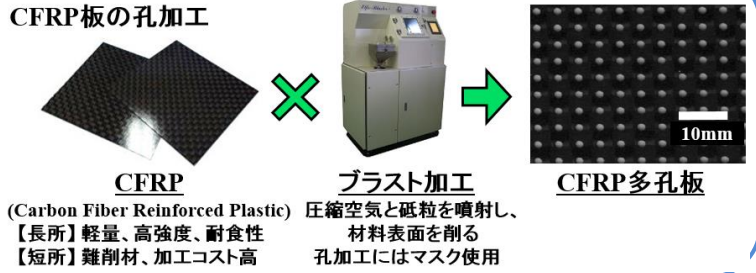 CFRP板の孔加工
10mm
CFRP
ブラスト加工
CFRP多孔板
(Carbon Fiber Reinforced Plastic)
【長所】軽量、高強度、耐食性
【短所】難削材、加工コスト高
圧縮空気と砥粒を噴射し、
材料表面を削る
孔加工にはマスク使用